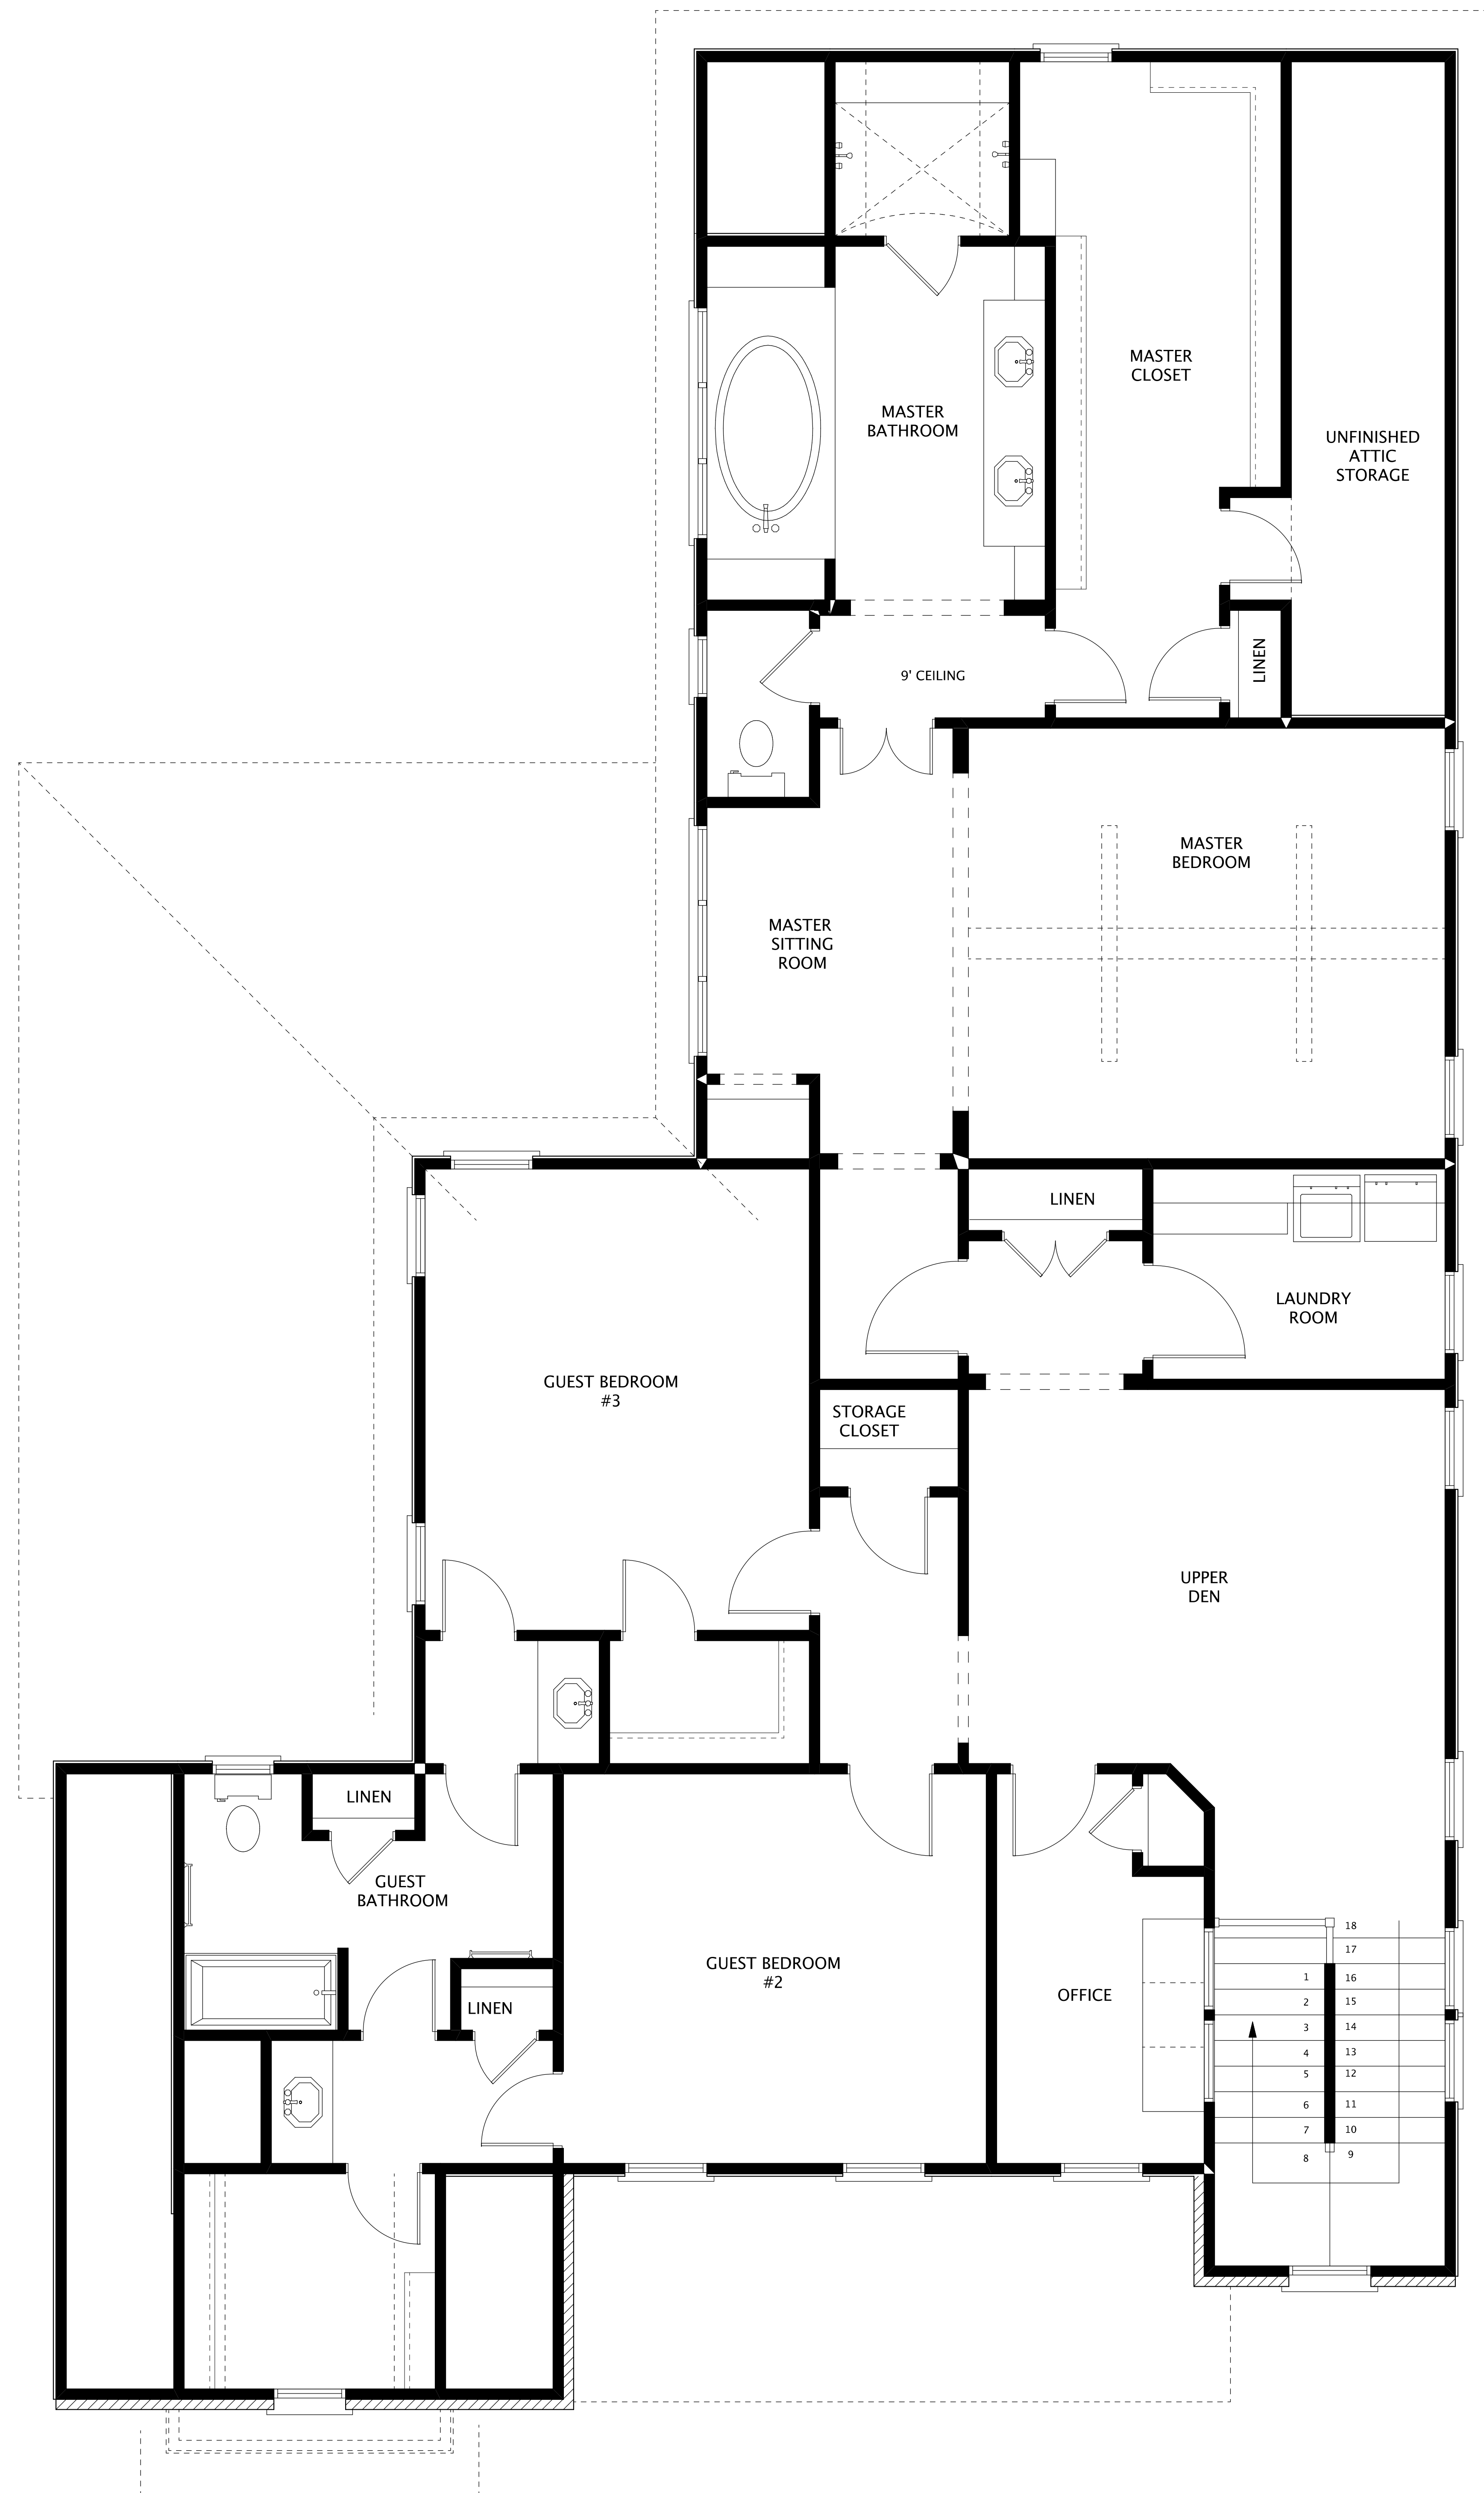 MASTER
CLOSET
MASTER
BATHROOM
UNFINISHED
ATTIC
STORAGE
LINEN
9' CEILING
MASTER
BEDROOM
MASTER
SITTING
ROOM
LINEN
LAUNDRY
ROOM
GUEST BEDROOM
#3
STORAGE
CLOSET
UPPER
DEN
LINEN
GUEST
BATHROOM
GUEST BEDROOM
#2
OFFICE
LINEN
18
17
1 16
2 15
3 14
4 13
5 12
6 11
7 10
8 9